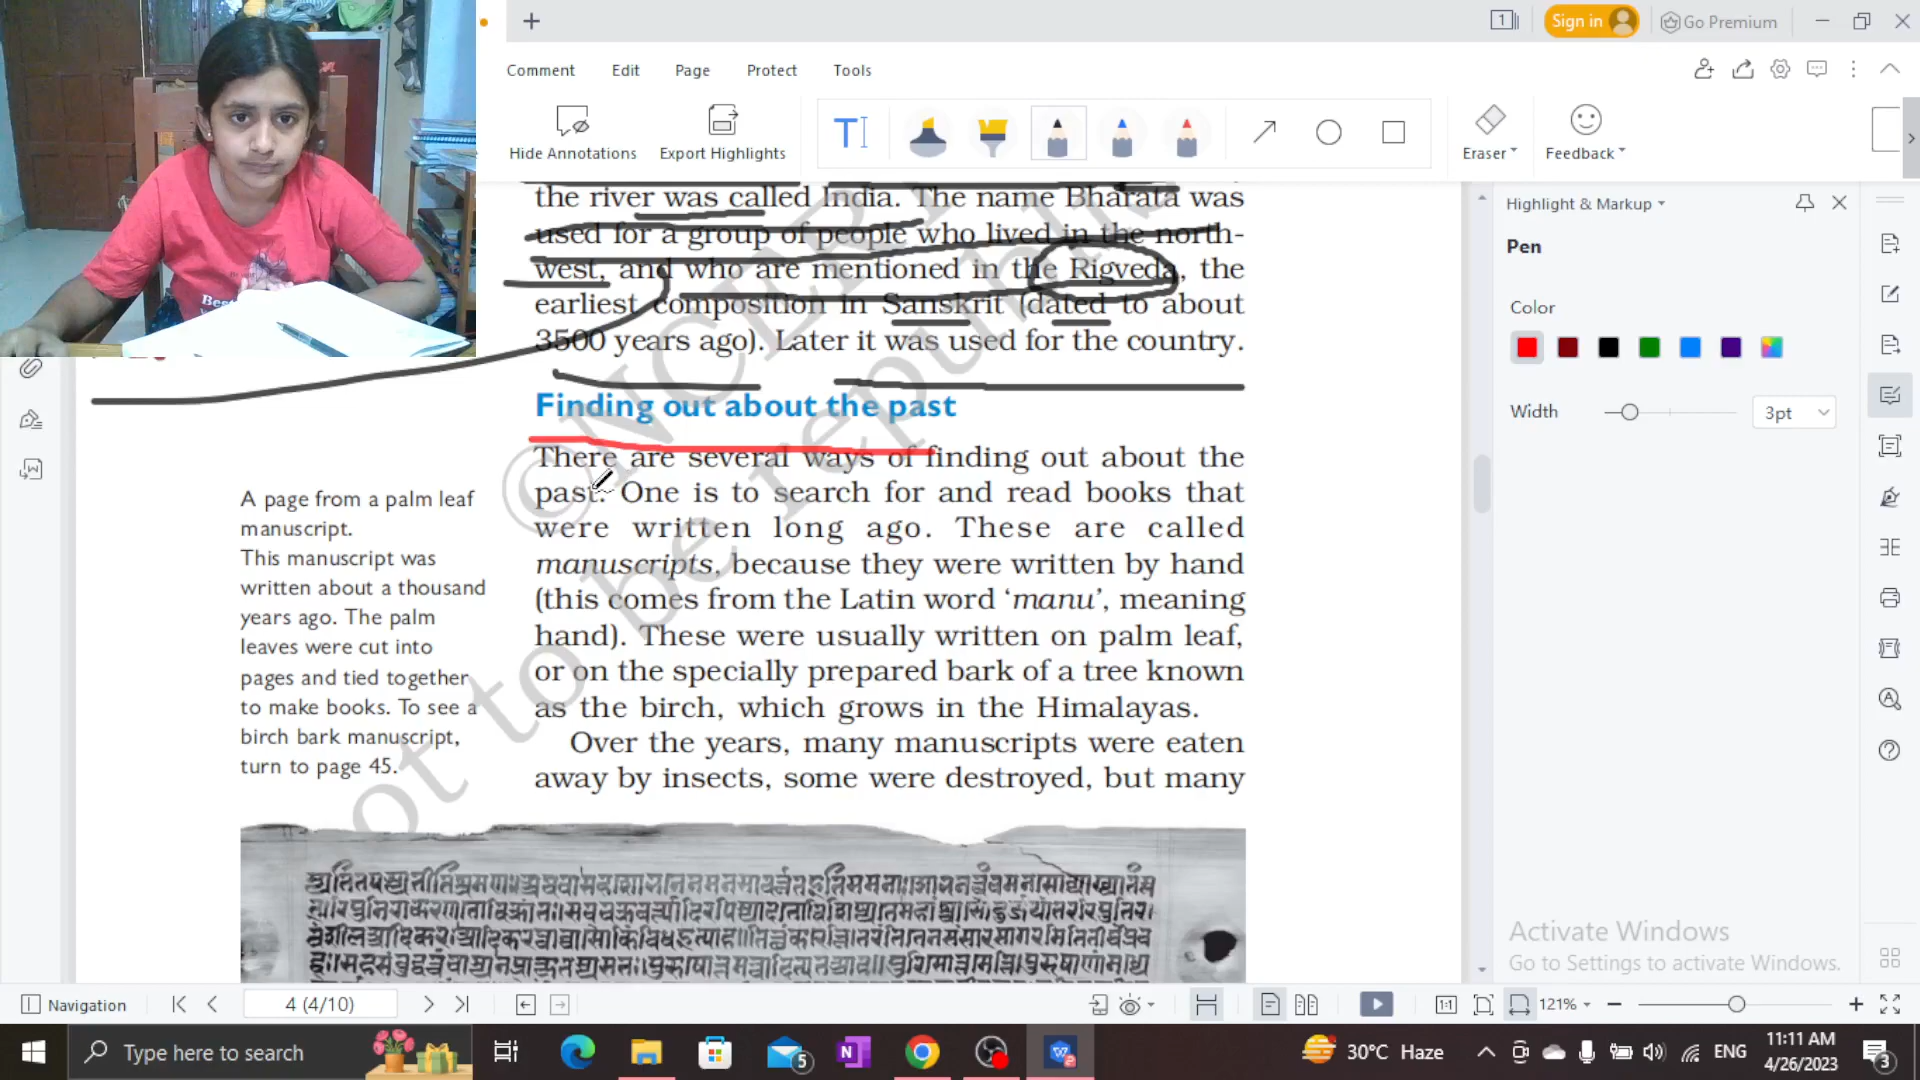 1
Sign in
Go Premium
Comment
Edit
Page
Protect
Tools
Hide Annotations
Export Highlights
T
Eraser
Feedback
the river was called India. The name Bharata was
used for a group of people who lived in the north-
west, and who are mentioned in the Rigveda, the
earliest composition in Sanskrit (dated to about
3500 years ago). Later it was used for the country.
Finding out about the past
There are several ways of finding out about the
past. One is to search for and read books that
were written long ago. These are called
manuscripts, because they were written by hand
(this comes from the Latin word ‘manu’, meaning
hand). These were usually written on palm leaf,
or on the specially prepared bark of a tree known
as the birch, which grows in the Himalayas.
Over the years, many manuscripts were eaten
away by insects, some were destroyed, but many
A page from a palm leaf
manuscript.
This manuscript was
written about a thousand
years ago. The palm
leaves were cut into
pages and tied together
to make books. To see a
birch bark manuscript,
turn to page 45.
©NCERT
not to be republis
Highlight & Markup
Pen
Color
Width
3pt
Activate Windows
Go to Settings to activate Windows.
Navigation
4 (4/10)
1:1
121%
Type here to search
5
30°C Haze
ENG
11:11 AM
4/26/2023
3